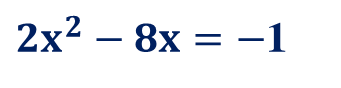 2x² − 8x = −1